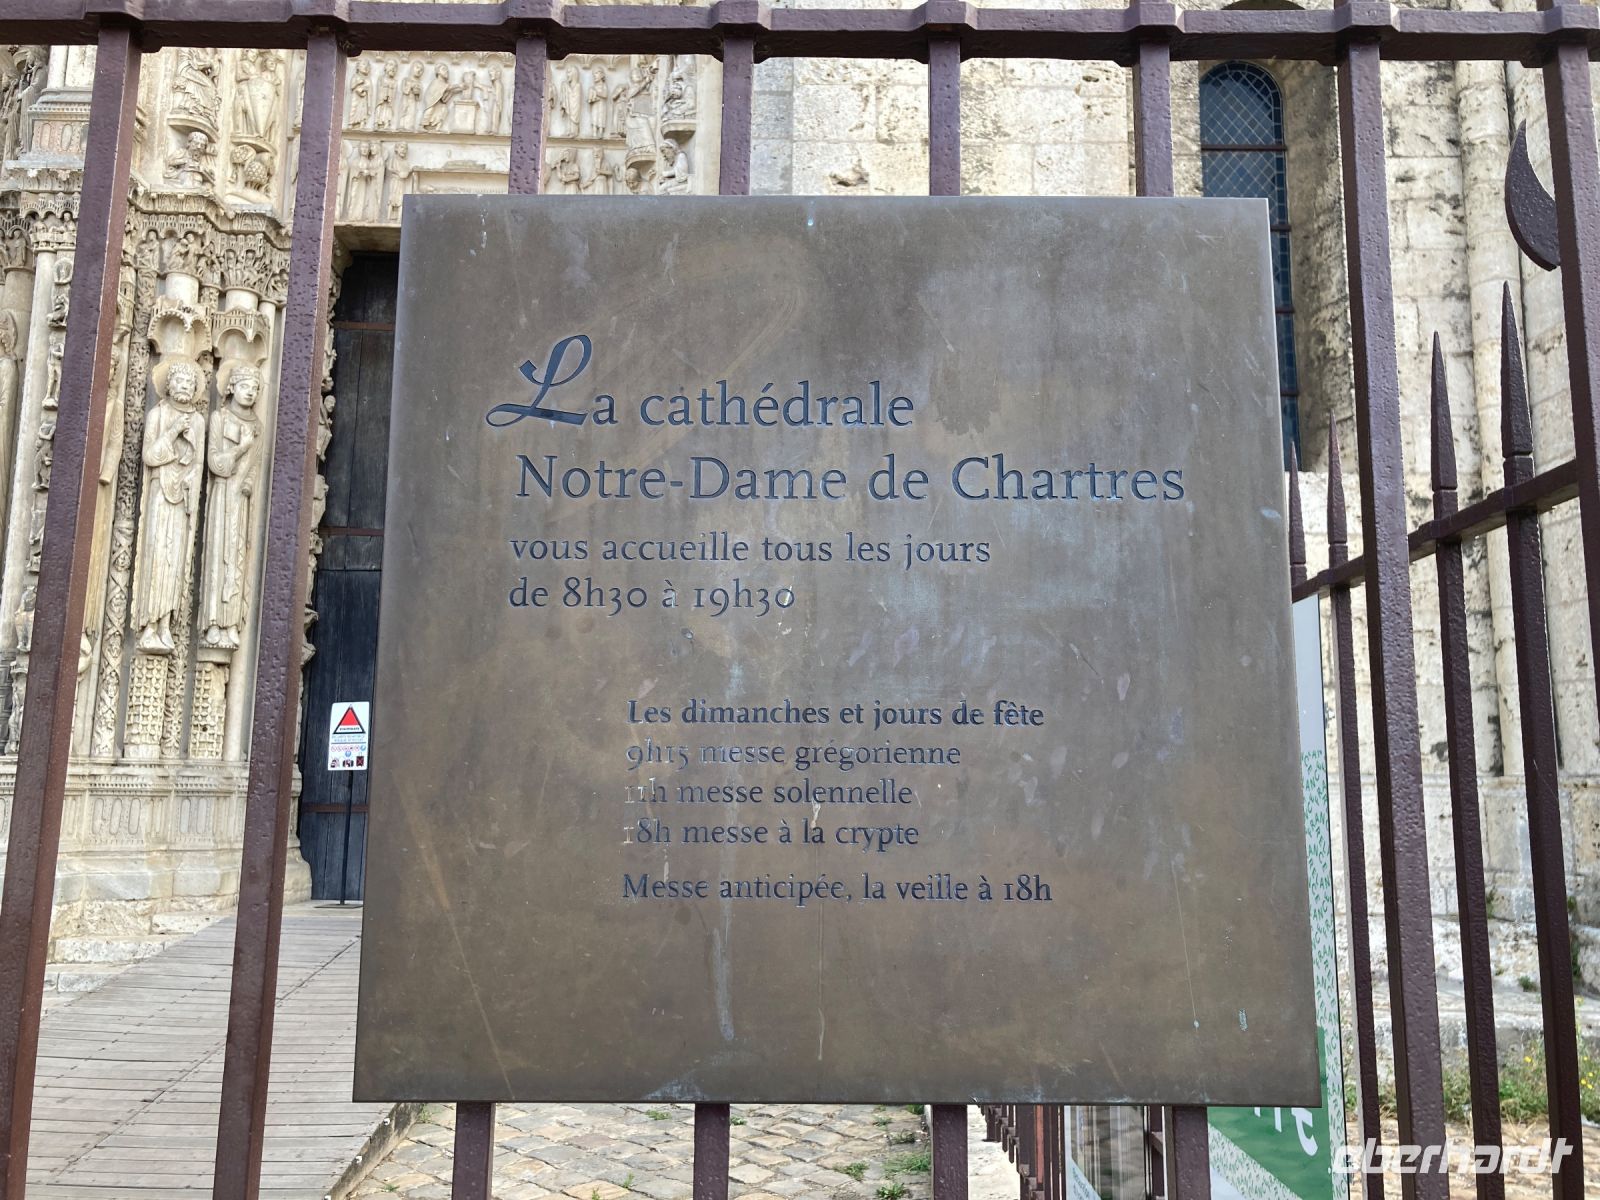 La cathédrale
Notre-Dame de Chartres
vous accueille tous les jours
de 8h30 à 19h30
Les dimanches et jours de fête
9h15 messe grégorienne
11h messe solennelle
18h messe à la crypte
Messe anticipée, la veille à 18h
eberhardt